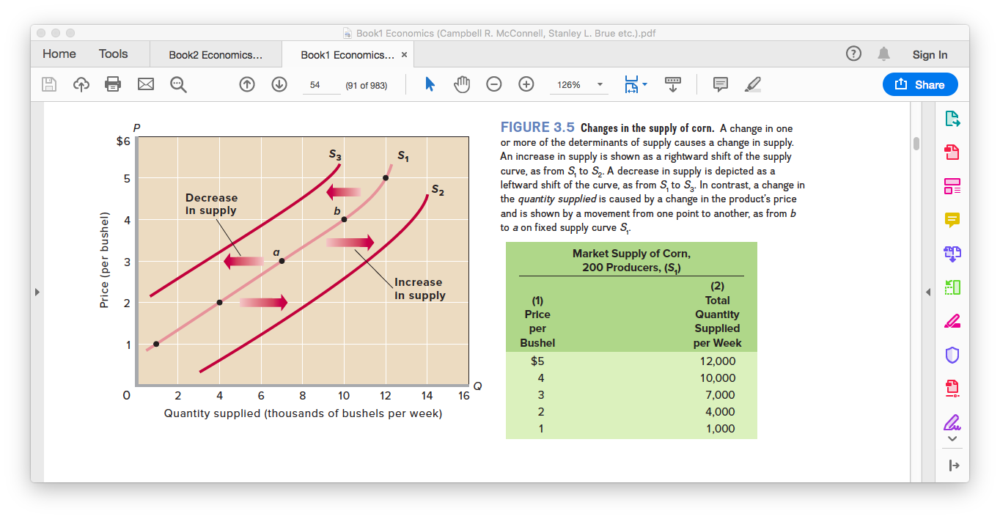 Book1 Economics (Campbell R. McConnell, Stanley L. Brue etc.).pdf
Home
Tools
Book2 Economics...
Book1 Economics... ×
?
Sign In
54
(91 of 983)
126%
Share
P
$6
5
4
3
2
1
0
2
4
6
8
10
12
14
16
Q
Price (per bushel)
Quantity supplied (thousands of bushels per week)
S3
S1
S2
Decrease
in supply
b
a
Increase
in supply
FIGURE 3.5 Changes in the supply of corn. A change in one
or more of the determinants of supply causes a change in supply.
An increase in supply is shown as a rightward shift of the supply
curve, as from S1 to S2. A decrease in supply is depicted as a
leftward shift of the curve, as from S1 to S3. In contrast, a change in
the quantity supplied is caused by a change in the product's price
and is shown by a movement from one point to another, as from b
to a on fixed supply curve S1.
Market Supply of Corn,
200 Producers, (S1)
(1)
Price
per
Bushel
(2)
Total
Quantity
Supplied
per Week
$5 12,000
4 10,000
3 7,000
2 4,000
1 1,000